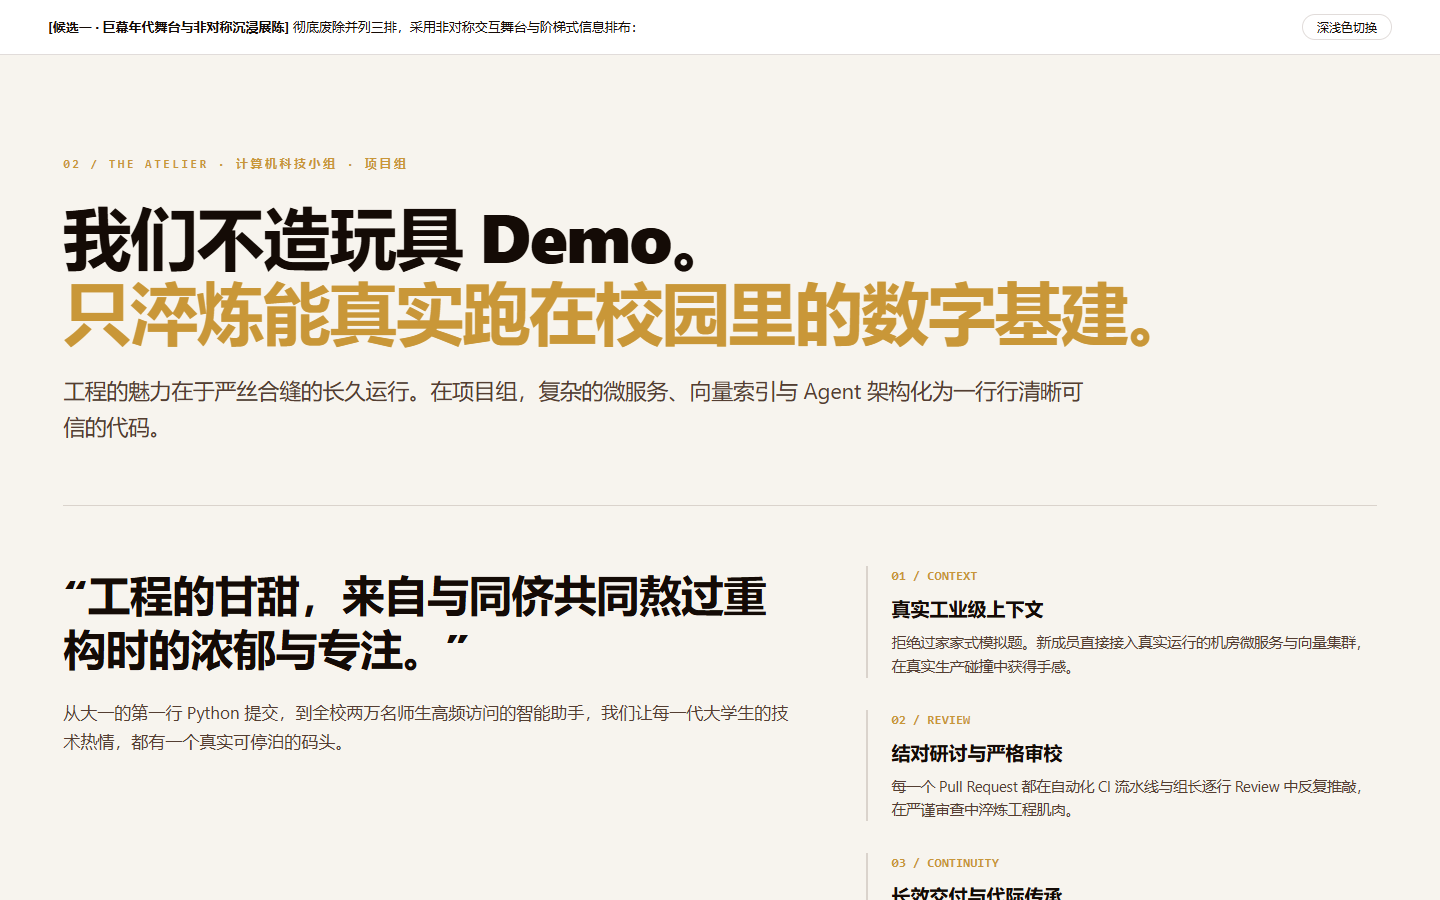 [候选一 · 巨幕年代舞台与非对称沉浸展陈] 彻底废除并列三排，采用非对称交互舞台与阶梯式信息排布：
深浅色切换
02 / THE ATELIER · 计算机科技小组 · 项目组
我们不造玩具 Demo。
只淬炼能真实跑在校园里的数字基建。
工程的魅力在于严丝合缝的长久运行。在项目组，复杂的微服务、向量索引与 Agent 架构化为一行行清晰可
信的代码。
“工程的甘甜，来自与同侪共同熬过重
构时的浓郁与专注。”
从大一的第一行 Python 提交，到全校两万名师生高频访问的智能助手，我们让每一代大学生的技
术热情，都有一个真实可停泊的码头。
01 / CONTEXT
真实工业级上下文
拒绝过家家式模拟题。新成员直接接入真实运行的机房微服务与向量集群，
在真实生产碰撞中获得手感。
02 / REVIEW
结对研讨与严格审校
每一个 Pull Request 都在自动化 CI 流水线与组长逐行 Review 中反复推敲，
在严谨审查中淬炼工程肌肉。
03 / CONTINUITY
长效交付与代际传承